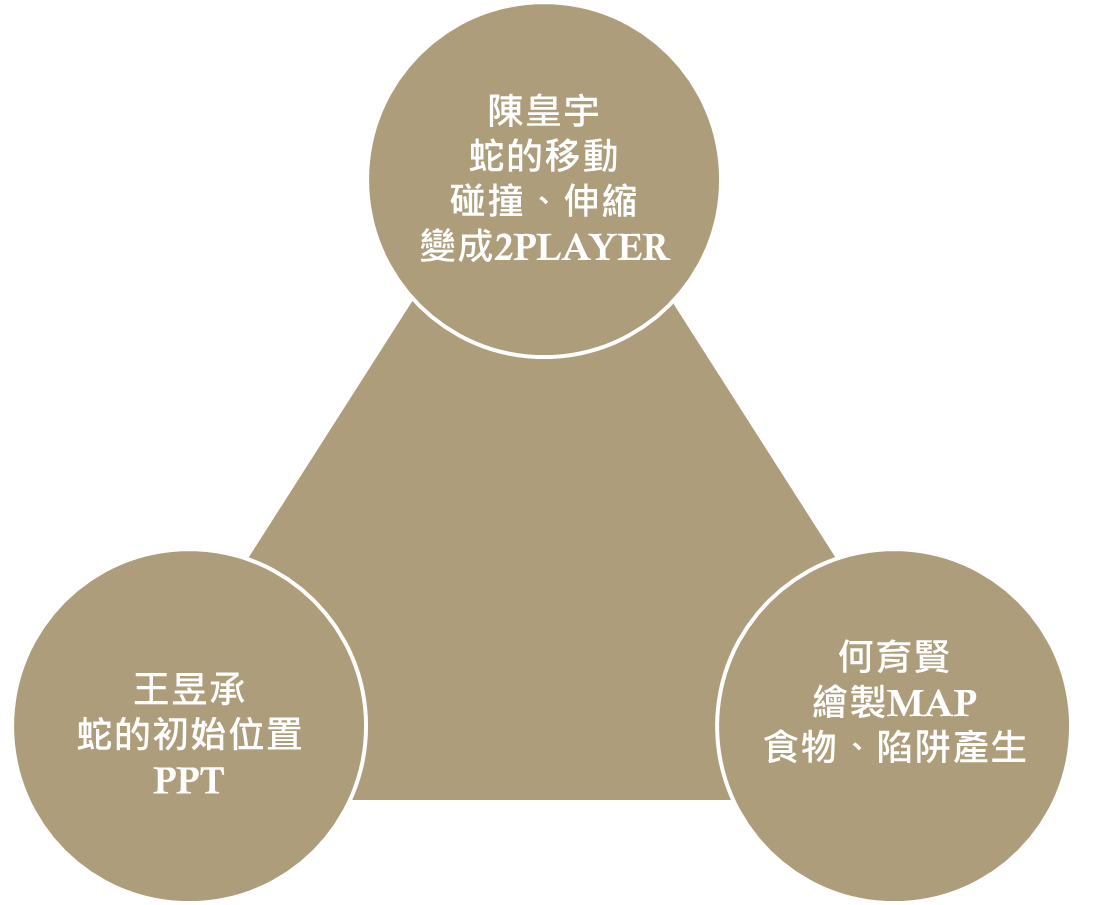 陳皇宇
蛇的移動
碰撞、伸縮
變成2PLAYER
王昱承
蛇的初始位置
PPT
何育賢
繪製MAP
食物、陷阱產生